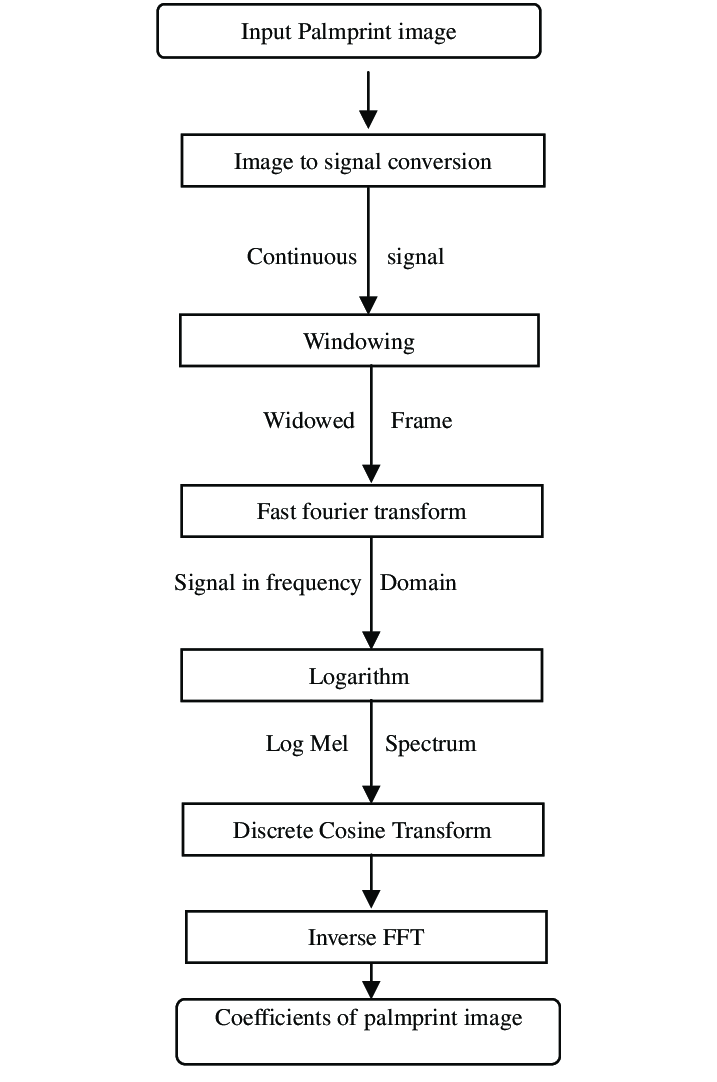 Input Palmprint image
Image to signal conversion
Continuous signal
Windowing
Widowed Frame
Fast fourier transform
Signal in frequency Domain
Logarithm
Log Mel Spectrum
Discrete Cosine Transform
Inverse FFT
Coefficients of palmprint image